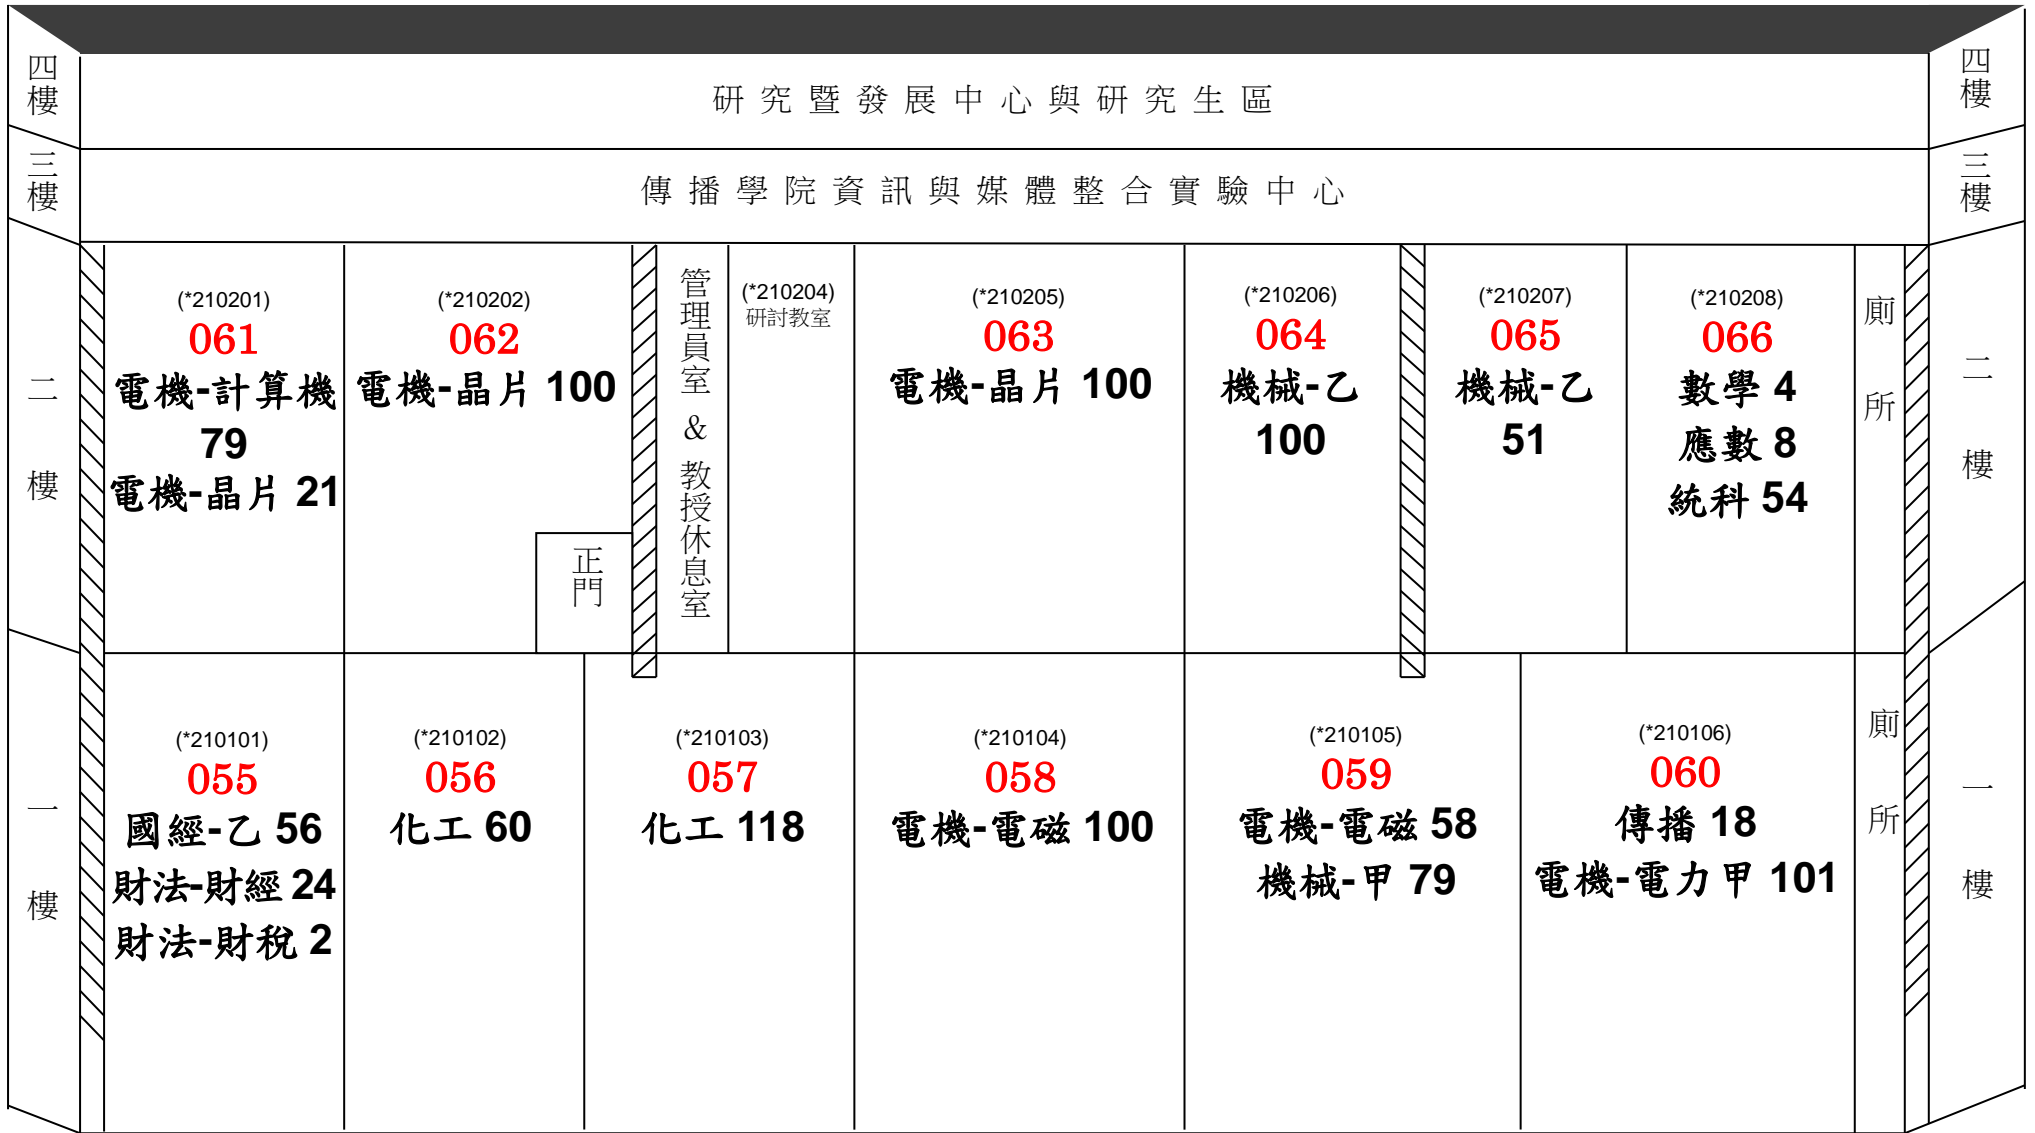 四樓
研究暨發展中心與研究生區
四樓
三樓
傳播學院資訊與媒體整合實驗中心
三樓
二樓
(*210201)
061
電機-計算機
79
電機-晶片 21
(*210202)
062
電機-晶片 100
正門
管理員室 & 教授休息室
(*210204)
研討教室
(*210205)
063
電機-晶片 100
(*210206)
064
機械-乙
100
(*210207)
065
機械-乙
51
(*210208)
066
數學 4
應數 8
統科 54
廁所
二樓
一樓
(*210101)
055
國經-乙 56
財法-財經 24
財法-財稅 2
(*210102)
056
化工 60
(*210103)
057
化工 118
(*210104)
058
電機-電磁 100
(*210105)
059
電機-電磁 58
機械-甲 79
(*210106)
060
傳播 18
電機-電力甲 101
廁所
一樓